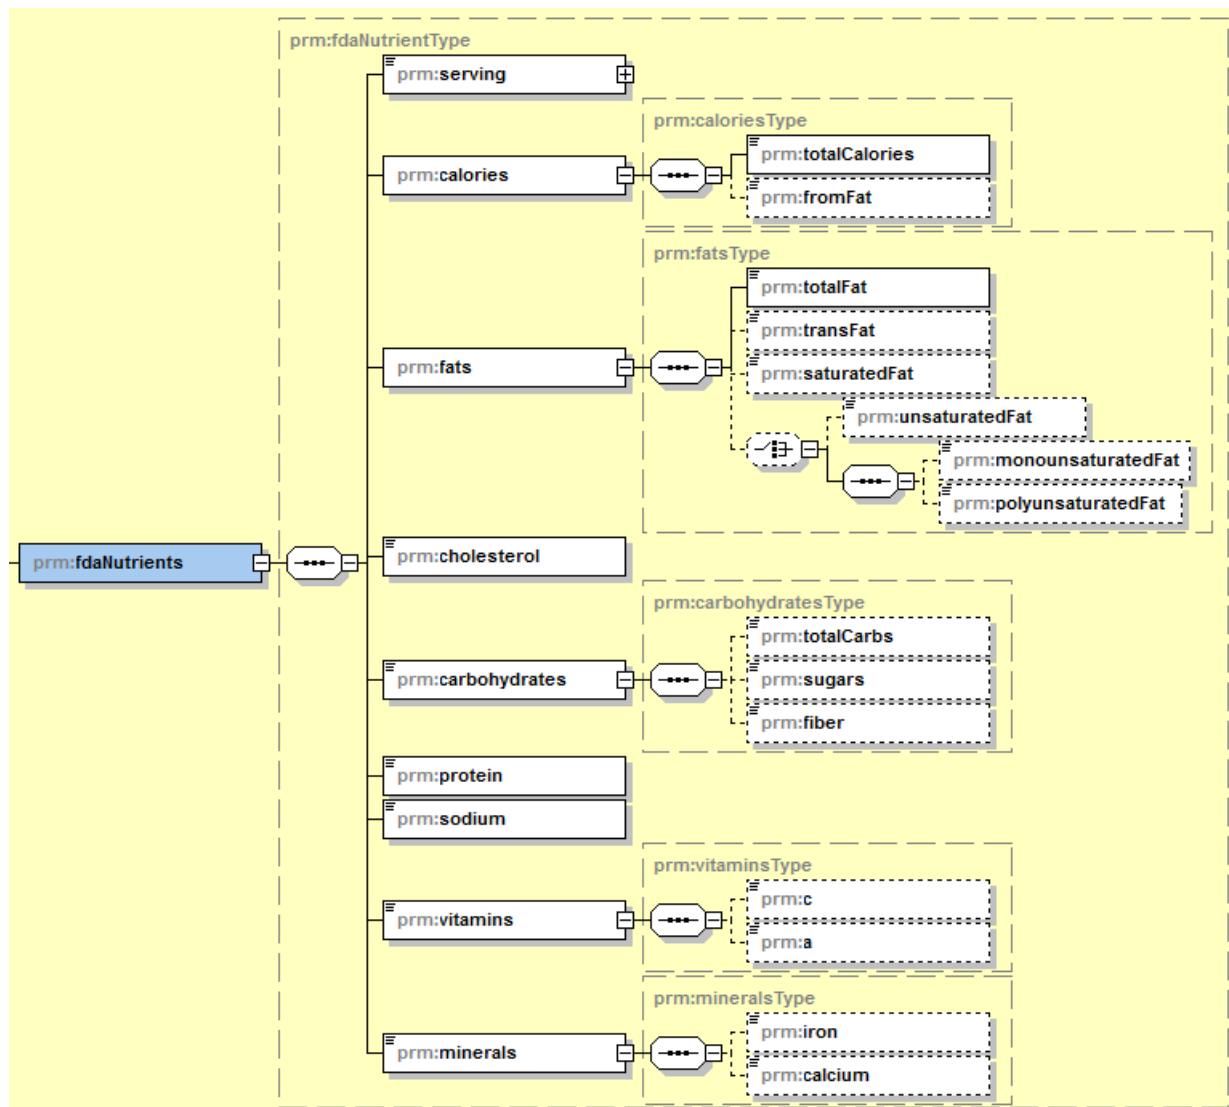 prm:fdaNutrientType
prm:serving
prm:caloriesType
prm:totalCalories
prm:calories
prm:fromFat
prm:fatsType
prm:totalFat
prm:transFat
prm:fats
prm:saturatedFat
prm:unsaturatedFat
prm:monounsaturatedFat
prm:polyunsaturatedFat
prm:cholesterol
prm:fdaNutrients
prm:carbohydratesType
prm:totalCarbs
prm:carbohydrates
prm:sugars
prm:fiber
prm:protein
prm:sodium
prm:vitaminsType
prm:c
prm:vitamins
prm:a
prm:mineralsType
prm:iron
prm:minerals
prm:calcium